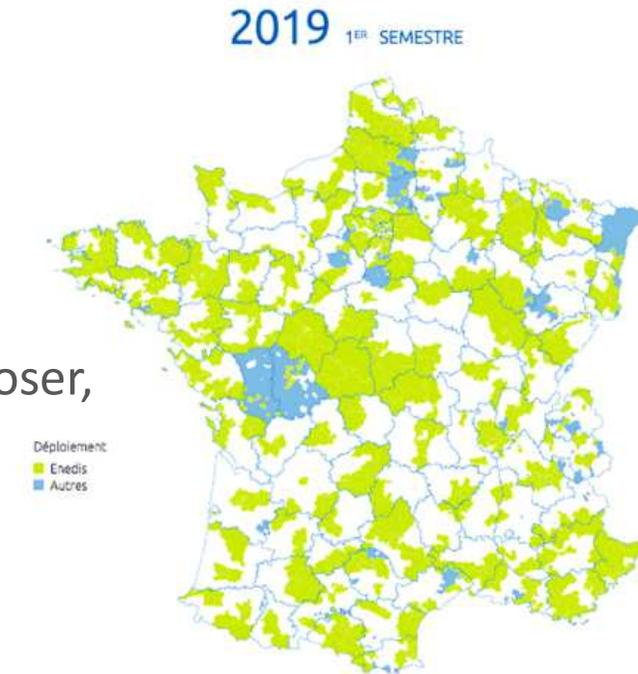 2019 1ER SEMESTRE
oser,
Déploiement
Enedis
Autres